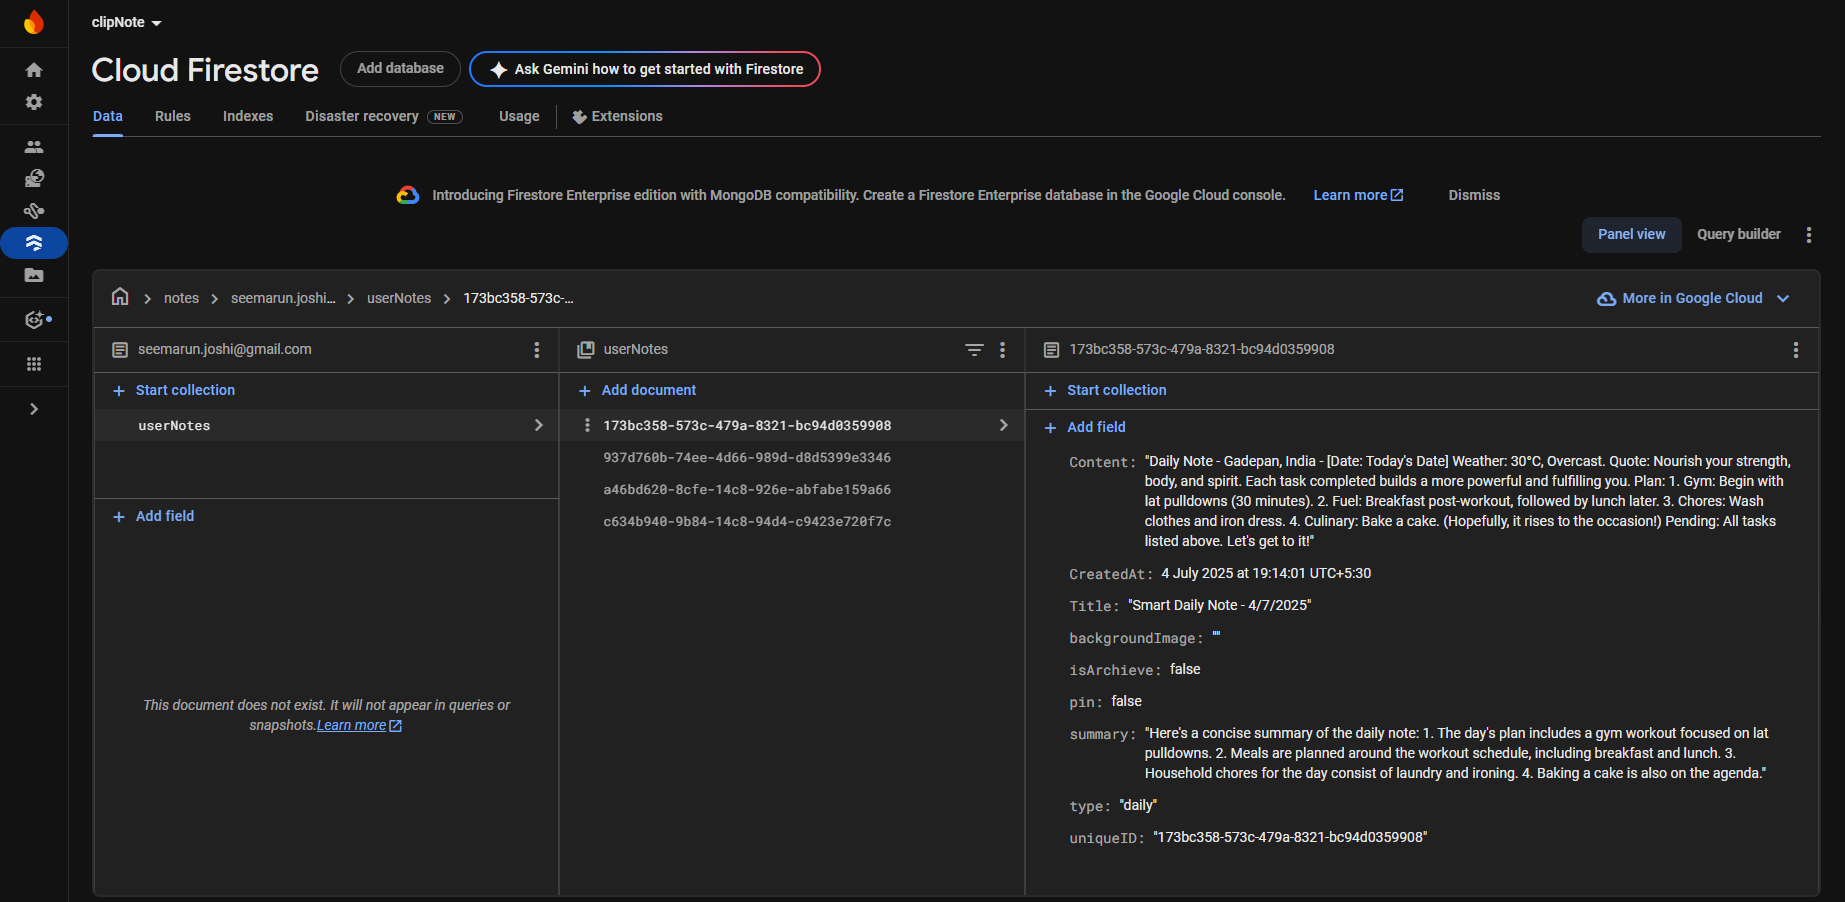 clipNote
Cloud Firestore
Add database
Ask Gemini how to get started with Firestore
Data
Rules
Indexes
Disaster recovery
NEW
Usage
Extensions
Introducing Firestore Enterprise edition with MongoDB compatibility. Create a Firestore Enterprise database in the Google Cloud console.
Learn more
Dismiss
Panel view
Query builder
notes
seemarun.joshi...
userNotes
173bc358-573c-...
More in Google Cloud
seemarun.joshi@gmail.com
Start collection
userNotes
Add field
This document does not exist. It will not appear in queries or
snapshots.Learn more
userNotes
Add document
173bc358-573c-479a-8321-bc94d0359908
937d760b-74ee-4d66-989d-d8d5399e3346
a46bd620-8cfe-14c8-926e-abfabe159a66
c634b940-9b84-14c8-94d4-c9423e720f7c
173bc358-573c-479a-8321-bc94d0359908
Start collection
Add field
Content: "Daily Note - Gadepan, India - [Date: Today's Date] Weather: 30°C, Overcast. Quote: Nourish your strength,
body, and spirit. Each task completed builds a more powerful and fulfilling you. Plan: 1. Gym: Begin with
lat pulldowns (30 minutes). 2. Fuel: Breakfast post-workout, followed by lunch later. 3. Chores: Wash
clothes and iron dress. 4. Culinary: Bake a cake. (Hopefully, it rises to the occasion!) Pending: All tasks
listed above. Let's get to it!"
CreatedAt: 4 July 2025 at 19:14:01 UTC+5:30
Title: "Smart Daily Note - 4/7/2025"
backgroundImage: ""
isArchieve: false
pin: false
summary: "Here's a concise summary of the daily note: 1. The day's plan includes a gym workout focused on lat
pulldowns. 2. Meals are planned around the workout schedule, including breakfast and lunch. 3.
Household chores for the day consist of laundry and ironing. 4. Baking a cake is also on the agenda."
type: "daily"
uniqueID: "173bc358-573c-479a-8321-bc94d0359908"